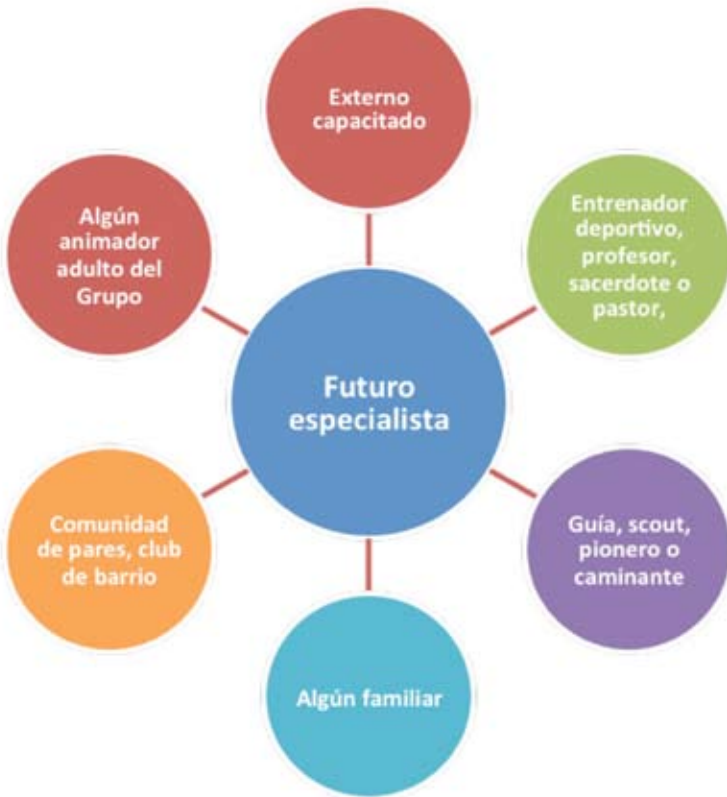 Externo
capacitado
Entrenador
deportivo,
profesor,
sacerdote o
pastor,
Guía, scout,
pionero o
caminante
Algún familiar
Comunidad
de pares, club
de barrio
Algún
animador
adulto del
Grupo
Futuro
especialista